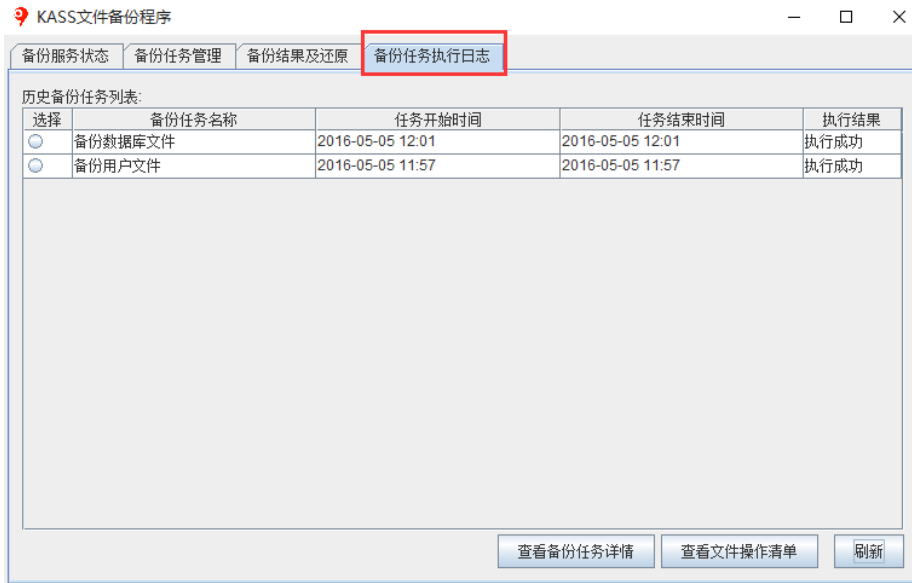 KASS文件备份程序
备份服务状态 备份任务管理 备份结果及还原 备份任务执行日志
历史备份任务列表:
选择 备份任务名称 任务开始时间 任务结束时间 执行结果
备份数据库文件 2016-05-05 12:01 2016-05-05 12:01 执行成功
备份用户文件 2016-05-05 11:57 2016-05-05 11:57 执行成功
查看备份任务详情 查看文件操作清单 刷新